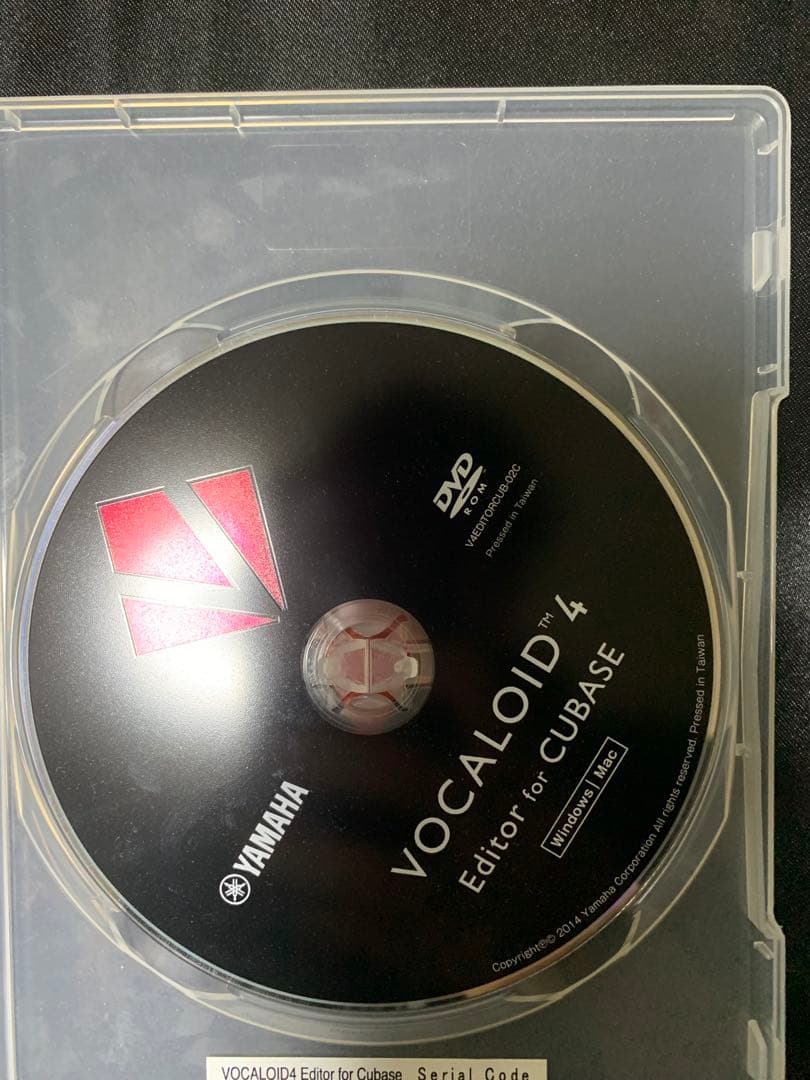 DVD
ROM
V4EDITORCUB-02C
Pressed in Taiwan
VOCALOID™ 4
Editor for CUBASE
Windows | Mac
YAMAHA
Copyright℗© 2014 Yamaha Corporation All rights reserved. Pressed in Taiwan
VOCALOID4 Editor for Cubase Serial Code